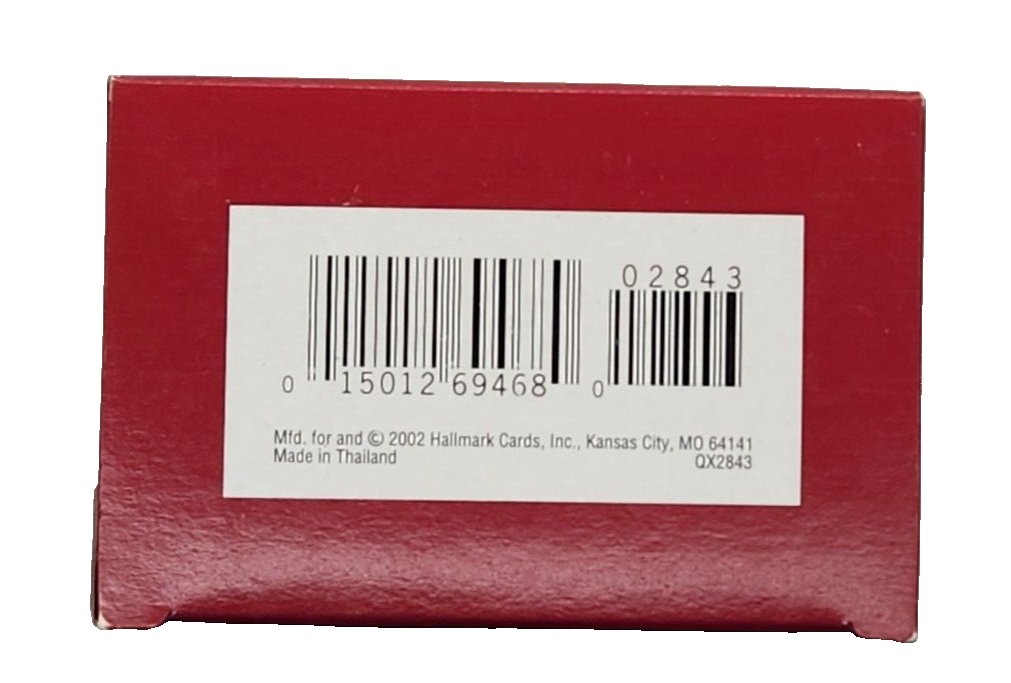 02843
0 15012 69468 0
Mfd. for and © 2002 Hallmark Cards, Inc., Kansas City, MO 64141
Made in Thailand QX2843